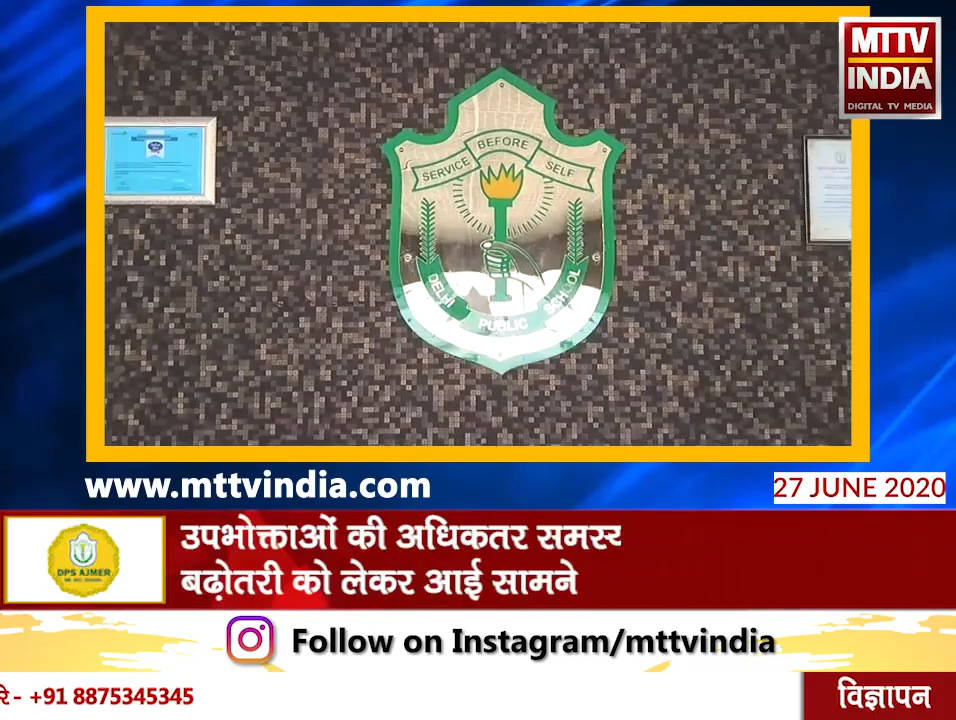 MTTV
INDIA
DIGITAL TV MEDIA
SERVICE BEFORE SELF
DELHI PUBLIC SCHOOL
www.mttvindia.com
27 JUNE 2020
DPS AJMER
उपभोक्ताओं की अधिकतर समस्य
बढ़ोतरी को लेकर आई सामने
Follow on Instagram/mttvindia
रे - +91 8875345345
विज्ञापन